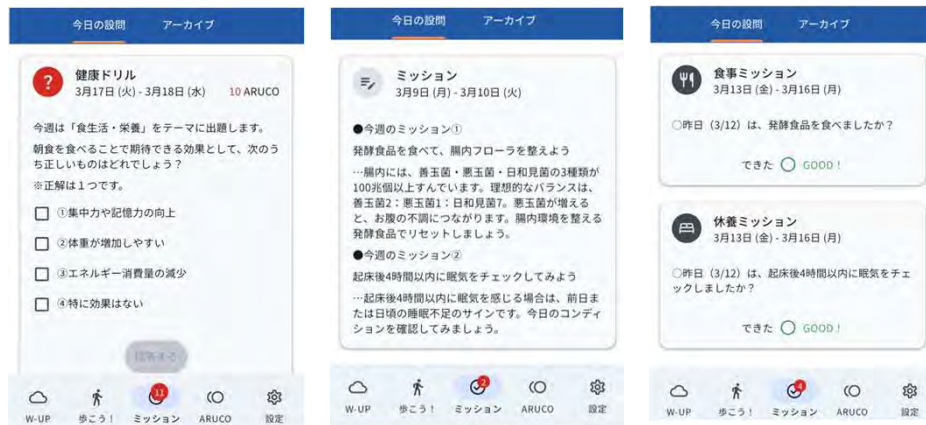 今日の設問 アーカイブ
?
健康ドリル
3月17日 (火) - 3月18日 (水) 10 ARUCO
今週は「食生活・栄養」をテーマに出題します。
朝食を食べることで期待できる効果として、次のう
ち正しいものはどれでしょう？
※正解は１つです。
①集中力や記憶力の向上
②体重が増加しやすい
③エネルギー消費量の減少
④特に効果はない
11
W-UP 歩こう！ ミッション ARUCO 設定
今日の設問 アーカイブ
ミッション
3月9日 (月) - 3月10日 (火)
●今週のミッション①
発酵食品を食べて、腸内フローラを整えよう
…腸内には、善玉菌・悪玉菌・日和見菌の3種類が
100兆個以上すんでいます。理想的なバランスは、
善玉菌2：悪玉菌1：日和見菌7。悪玉菌が増える
と、お腹の不調につながります。腸内環境を整える
発酵食品でリセットしましょう。
●今週のミッション②
起床後4時間以内に眠気をチェックしてみよう
…起床後4時間以内に眠気を感じる場合は、前日ま
たは日頃の睡眠不足のサインです。今日のコンディ
ションを確認してみましょう。
2
W-UP 歩こう！ ミッション ARUCO 設定
今日の設問 アーカイブ
食事ミッション
3月13日 (金) - 3月16日 (月)
○昨日（3/12）は、発酵食品を食べましたか？
できた ○ GOOD！
休養ミッション
3月13日 (金) - 3月16日 (月)
○昨日（3/12）は、起床後4時間以内に眠気をチェ
ックしましたか？
できた ○ GOOD！
4
W-UP 歩こう！ ミッション ARUCO 設定